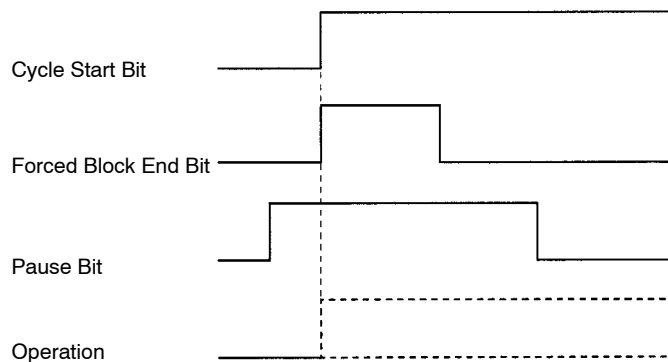 Cycle Start Bit
Forced Block End Bit
Pause Bit
Operation